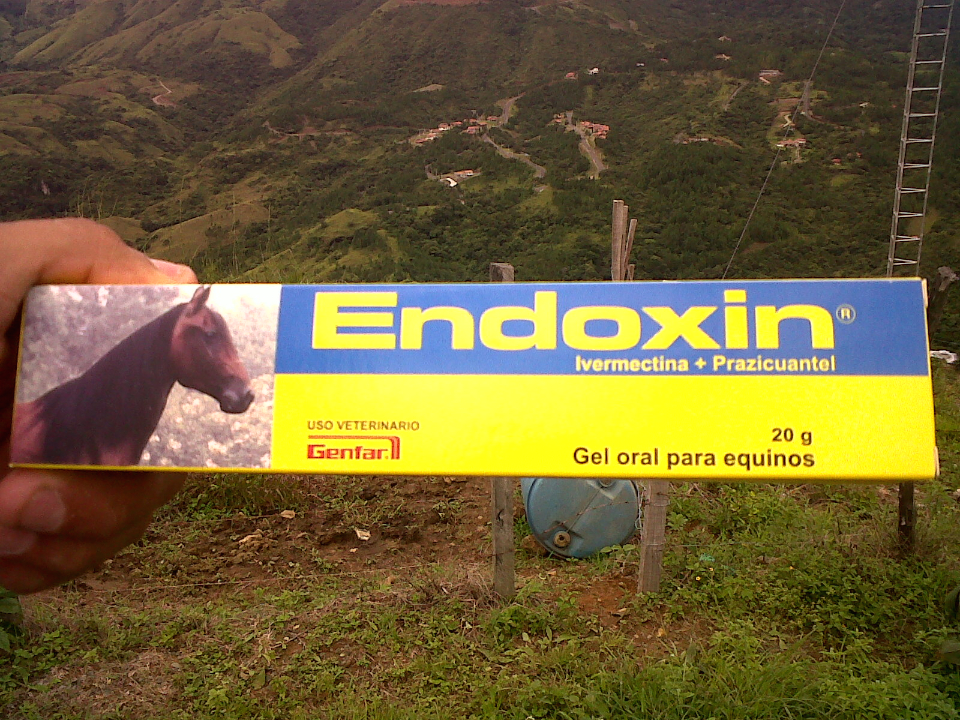 Endoxin®
Ivermectina + Prazicuantel
USO VETERINARIO
Genfar
20 g
Gel oral para equinos